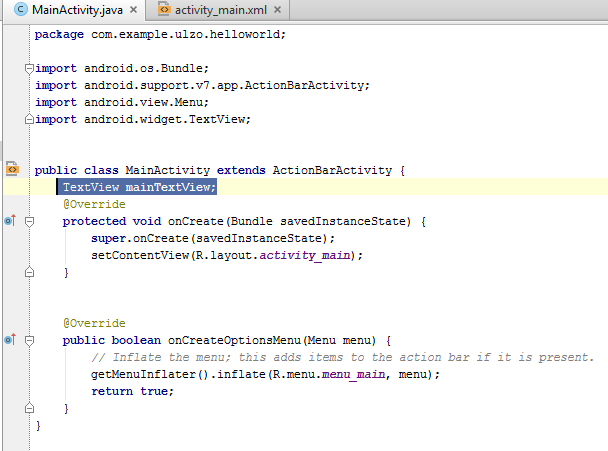 MainActivity.java
activity_main.xml
package com.example.ulzo.helloworld;
import android.os.Bundle;
import android.support.v7.app.ActionBarActivity;
import android.view.Menu;
import android.widget.TextView;
public class MainActivity extends ActionBarActivity {
    TextView mainTextView;
    @Override
    protected void onCreate(Bundle savedInstanceState) {
        super.onCreate(savedInstanceState);
        setContentView(R.layout.activity_main);
    }
    @Override
    public boolean onCreateOptionsMenu(Menu menu) {
        // Inflate the menu; this adds items to the action bar if it is present.
        getMenuInflater().inflate(R.menu.menu_main, menu);
        return true;
    }
}